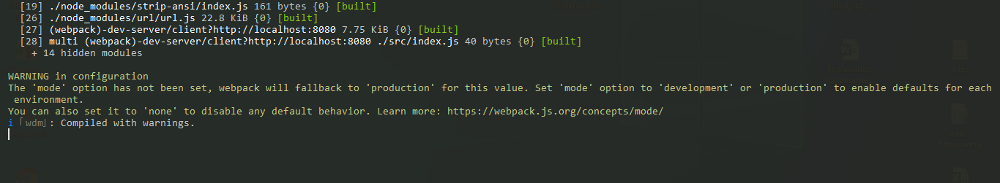 [19] ./node_modules/strip-ansi/index.js 161 bytes {0} [built]
[26] ./node_modules/url/url.js 22.8 KiB {0} [built]
[27] (webpack)-dev-server/client?http://localhost:8080 7.75 KiB {0} [built]
[28] multi (webpack)-dev-server/client?http://localhost:8080 ./src/index.js 40 bytes {0} [built]
+ 14 hidden modules
WARNING in configuration
The 'mode' option has not been set, webpack will fallback to 'production' for this value. Set 'mode' option to 'development' or 'production' to enable defaults for each
environment.
You can also set it to 'none' to disable any default behavior. Learn more: https://webpack.js.org/concepts/mode/
i ｢wdm｣: Compiled with warnings.